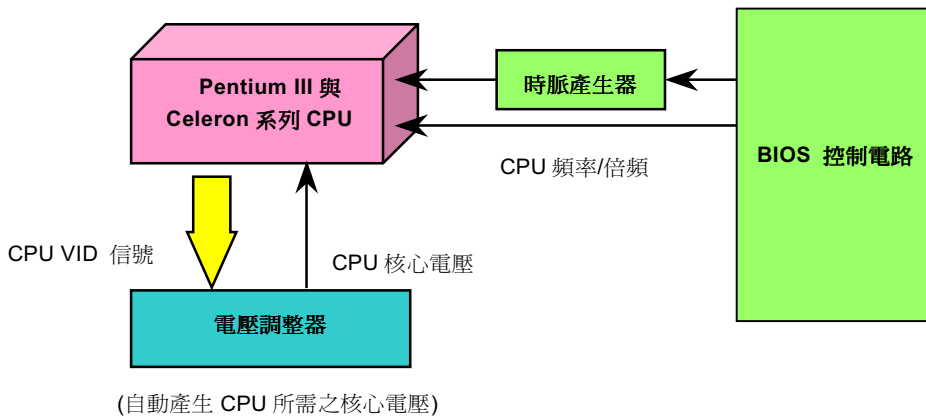 Pentium III 與
Celeron 系列 CPU
時脈產生器
BIOS 控制電路
CPU 頻率/倍頻
CPU VID 信號
CPU 核心電壓
電壓調整器
(自動產生 CPU 所需之核心電壓)